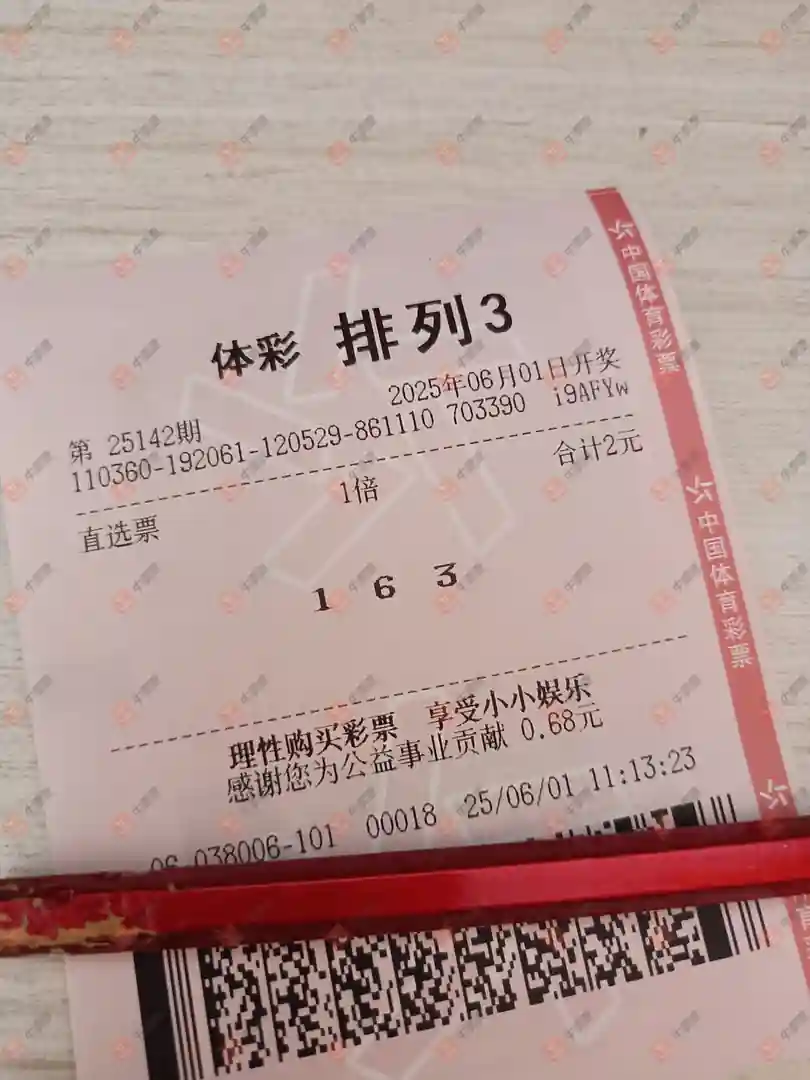 体彩 排列3
第 25142期 2025年06月01日开奖
110360-192061-120529-861110 703390 i9AFYw
直选票 1倍 合计2元
1 6 3
理性购买彩票 享受小小娱乐
感谢您为公益事业贡献 0.68元
06-038006-101 00018 25/06/01 11:13:23
中国体育彩票
中国体育彩票